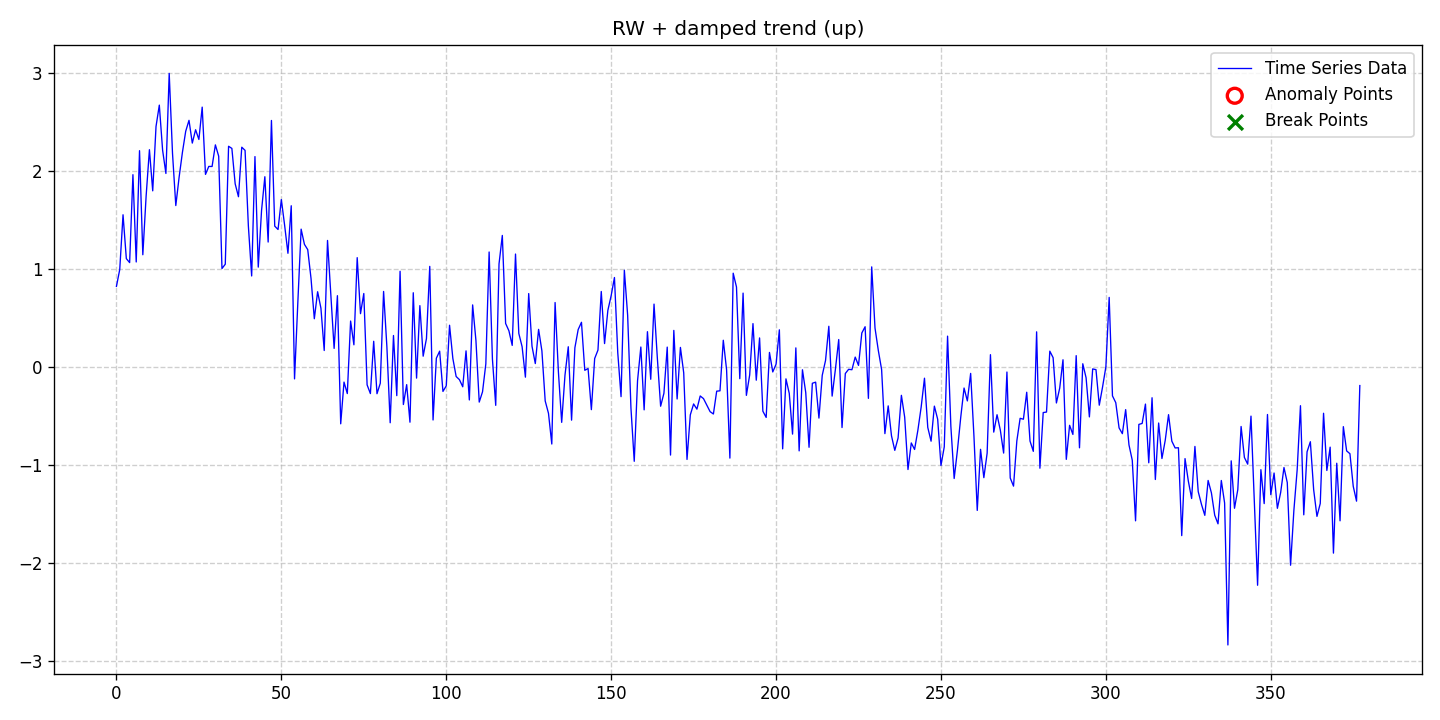 RW + damped trend (up)
Time Series Data
Anomaly Points
Break Points
3
2
1
0
−1
−2
−3
0 50 100 150 200 250 300 350